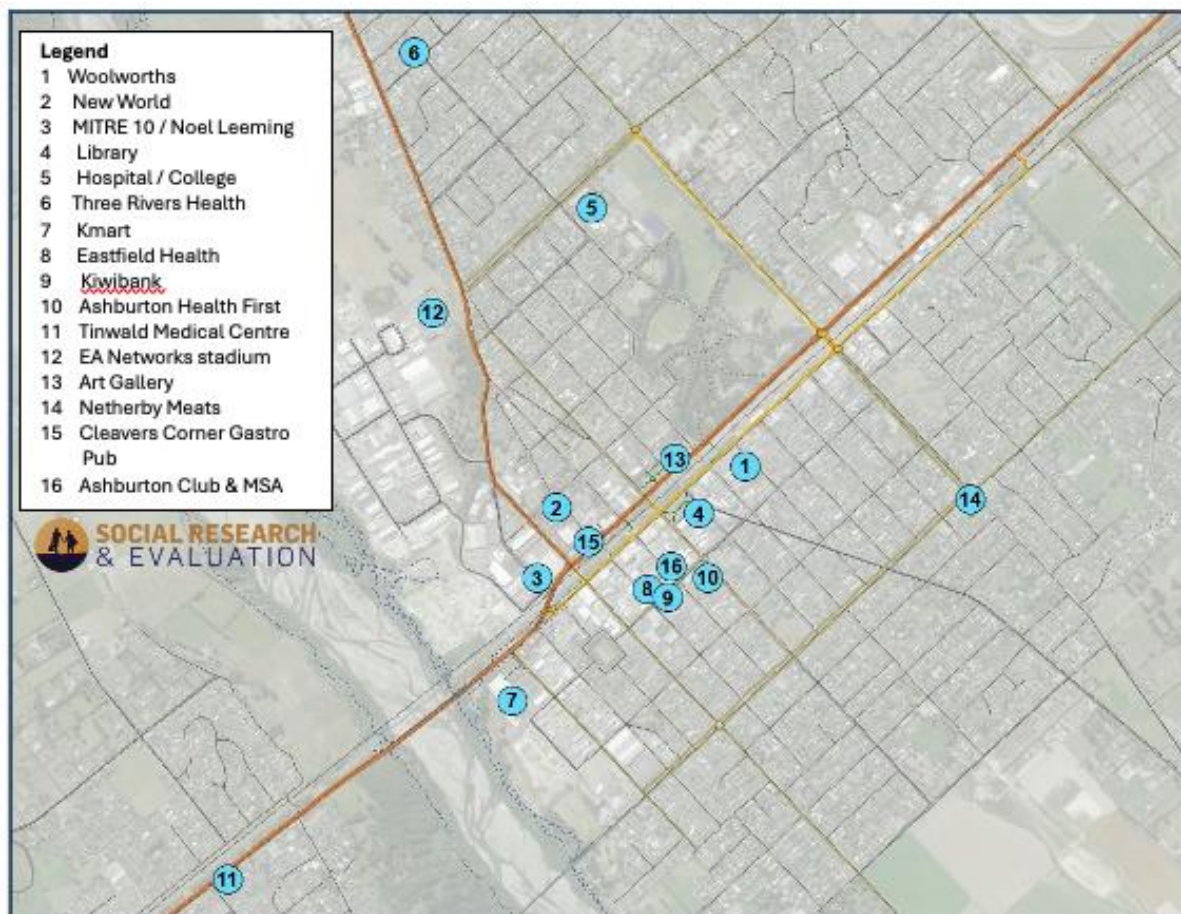 Legend
1 Woolworths
2 New World
3 MITRE 10 / Noel Leeming
4 Library
5 Hospital / College
6 Three Rivers Health
7 Kmart
8 Eastfield Health
9 Kiwibank
10 Ashburton Health First
11 Tinwald Medical Centre
12 EA Networks stadium
13 Art Gallery
14 Netherby Meats
15 Cleavers Corner Gastro
Pub
16 Ashburton Club & MSA
SOCIAL RESEARCH
& EVALUATION
6
5
12
13
1
2
4
14
15
3
16
10
8
9
7
11